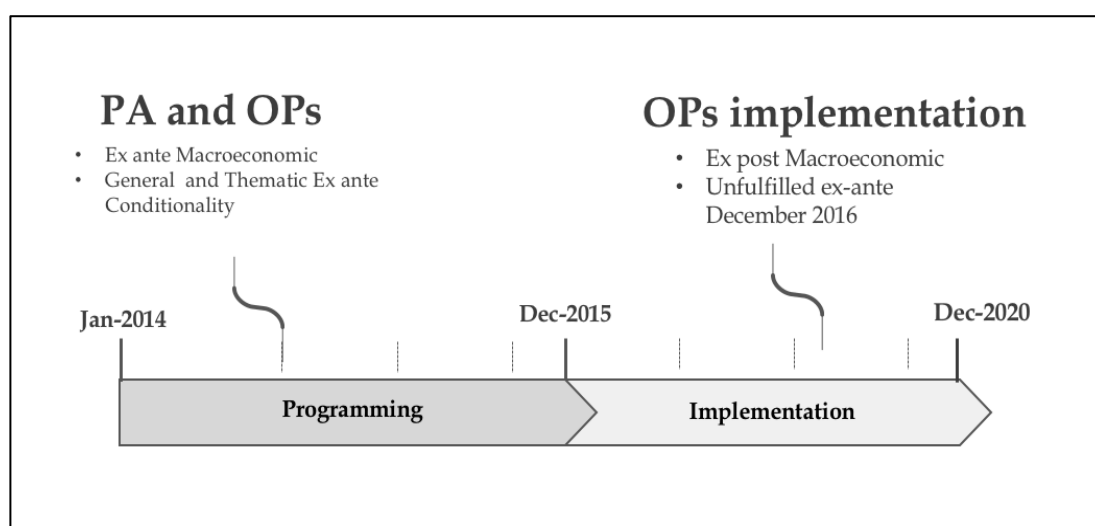 PA and OPs
• Ex ante Macroeconomic
• General and Thematic Ex ante
Conditionality
OPs implementation
• Ex post Macroeconomic
• Unfulfilled ex-ante
December 2016
Jan-2014
Dec-2015
Dec-2020
Programming
Implementation